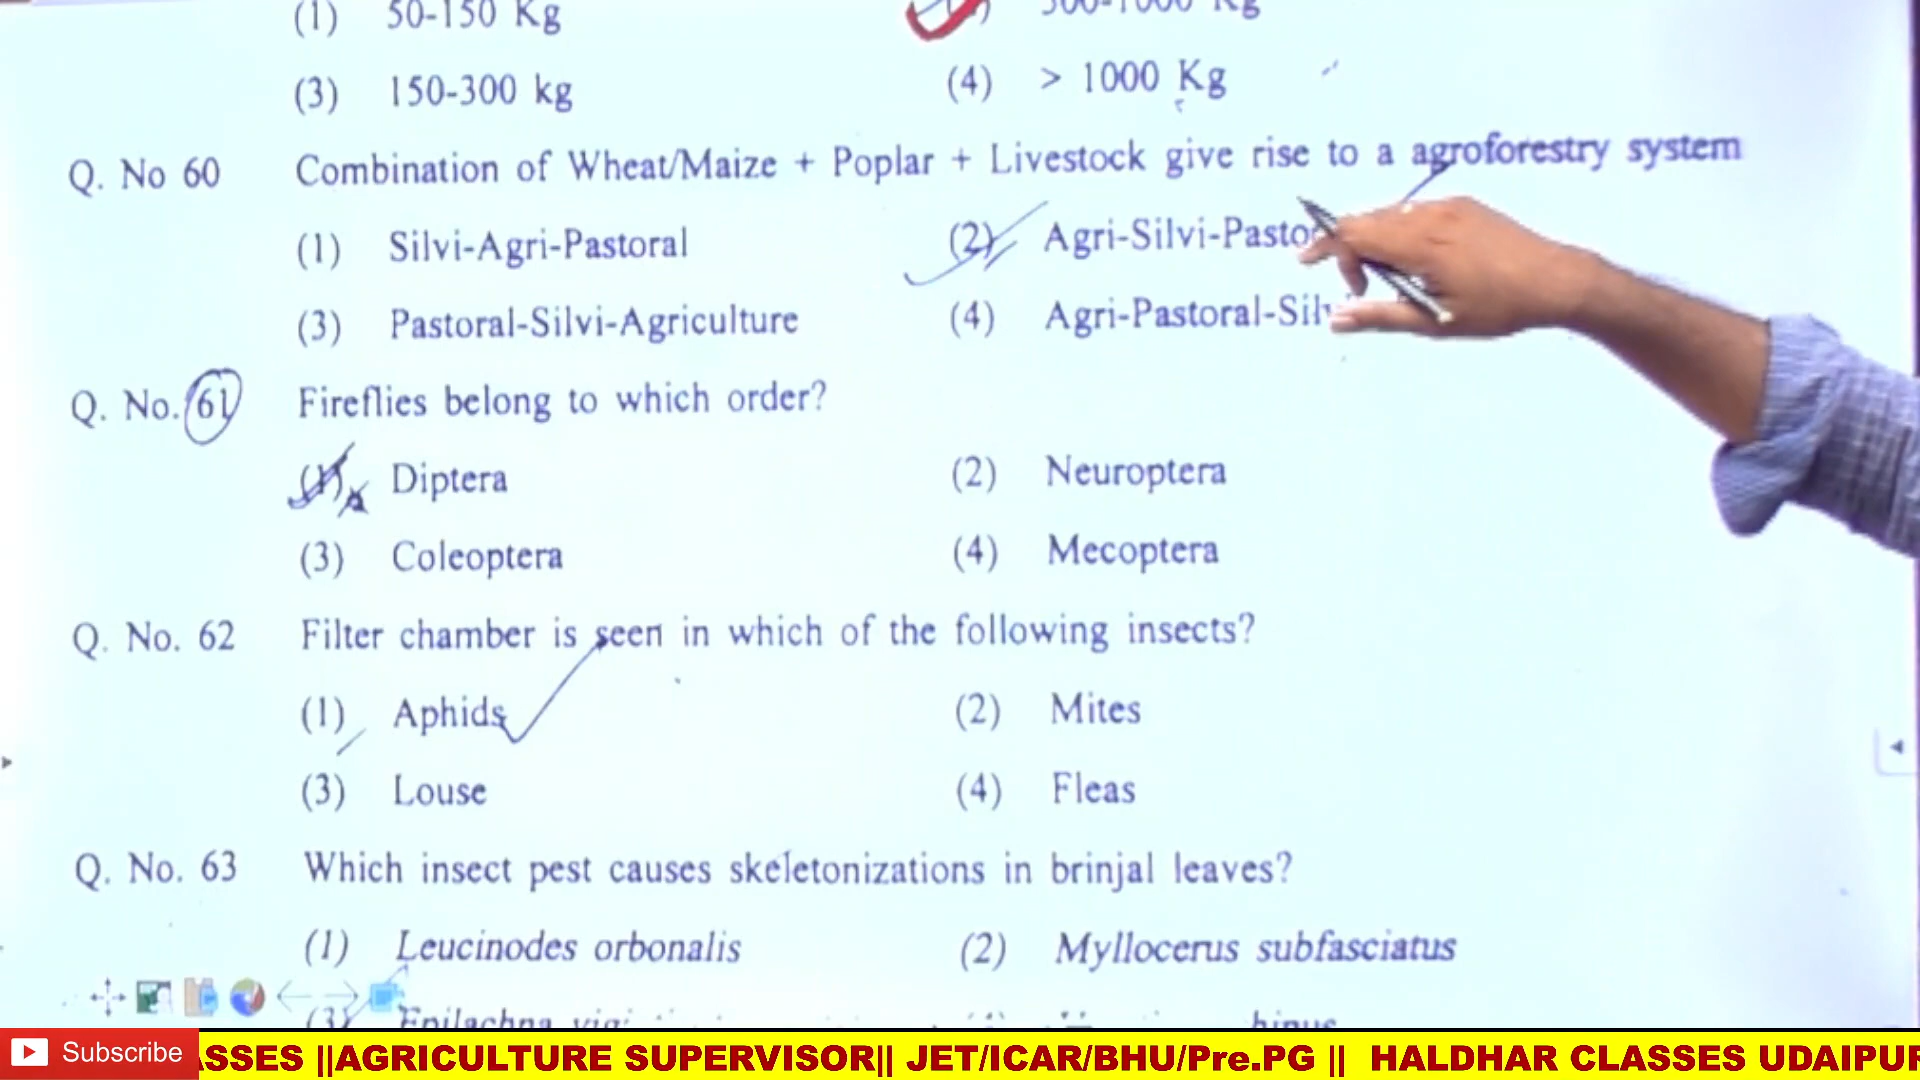 (1) 50-150 Kg
(3) 150-300 kg (4) > 1000 Kg
Q. No 60 Combination of Wheat/Maize + Poplar + Livestock give rise to a agroforestry system
(1) Silvi-Agri-Pastoral (2) Agri-Silvi-Pasto
(3) Pastoral-Silvi-Agriculture (4) Agri-Pastoral-Silv
Q. No. 61 Fireflies belong to which order?
(1) Diptera (2) Neuroptera
(3) Coleoptera (4) Mecoptera
Q. No. 62 Filter chamber is seen in which of the following insects?
(1) Aphids (2) Mites
(3) Louse (4) Fleas
Q. No. 63 Which insect pest causes skeletonizations in brinjal leaves?
(1) Leucinodes orbonalis (2) Myllocerus subfasciatus
(3) Epilachna
Subscribe ASSES ||AGRICULTURE SUPERVISOR|| JET/ICAR/BHU/Pre.PG || HALDHAR CLASSES UDAIPUR